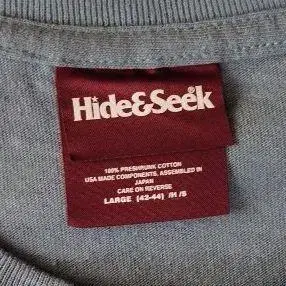 Hide&Seek®
100% PRESHRUNK COTTON
USA MADE COMPONENTS, ASSEMBLED IN
JAPAN
CARE ON REVERSE
LARGE (42-44) /H/S